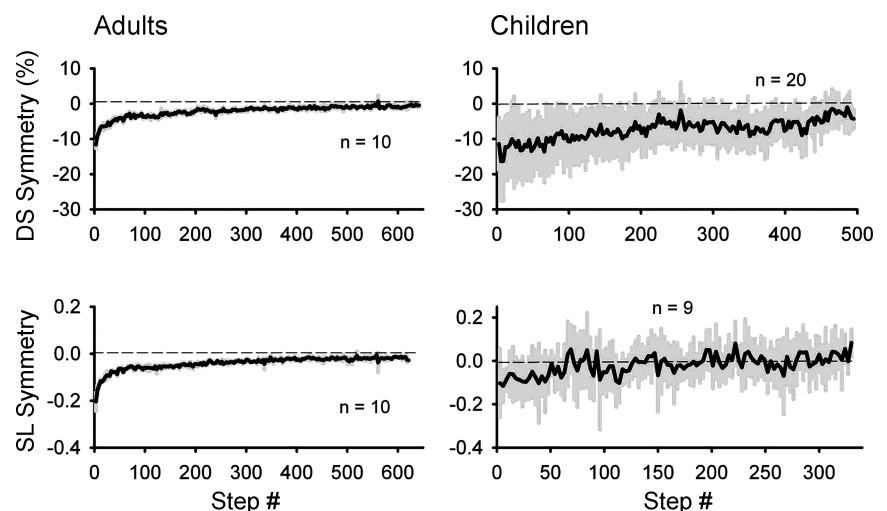 Adults
Children
DS Symmetry (%)
10
0
-10
-20
-30
n = 10
0 100 200 300 400 500 600
10
0
-10
-20
-30
n = 20
0 100 200 300 400 500
SL Symmetry
0.2
0.0
-0.2
-0.4
n = 10
0 100 200 300 400 500 600
Step #
0.2
0.0
-0.2
-0.4
n = 9
0 50 100 150 200 250 300
Step #